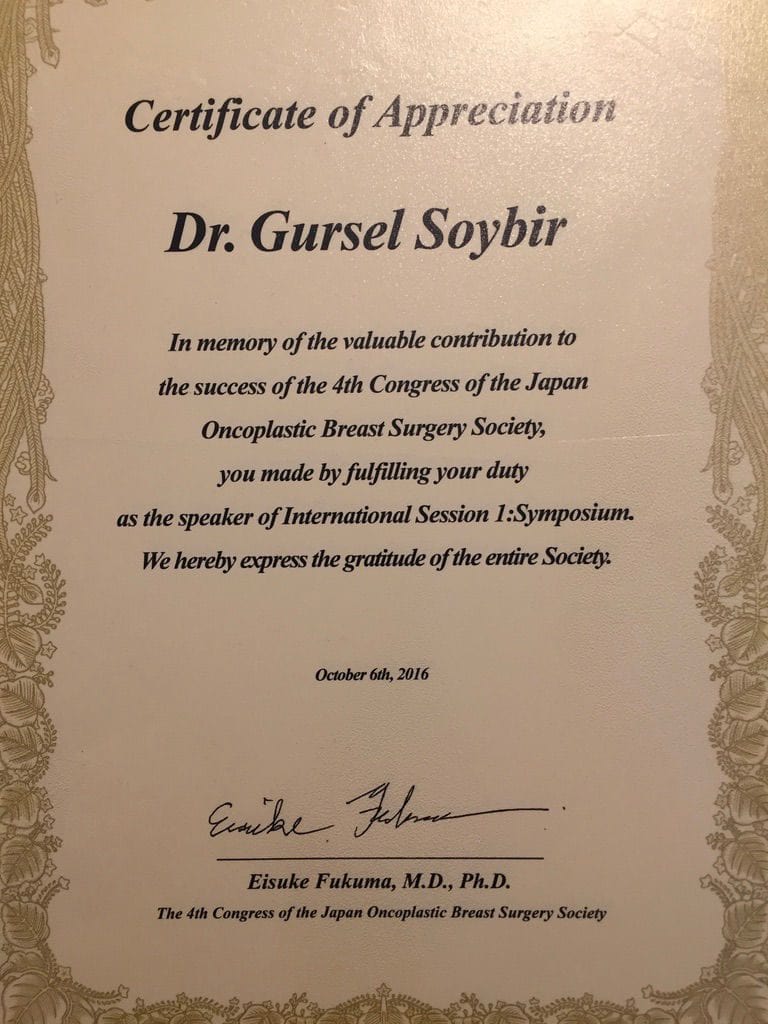 Certificate of Appreciation
Dr. Gursel Soybir
In memory of the valuable contribution to
the success of the 4th Congress of the Japan
Oncoplastic Breast Surgery Society,
you made by fulfilling your duty
as the speaker of International Session 1:Symposium.
We hereby express the gratitude of the entire Society.
October 6th, 2016
Eisuke Fukuma
Eisuke Fukuma, M.D., Ph.D.
The 4th Congress of the Japan Oncoplastic Breast Surgery Society